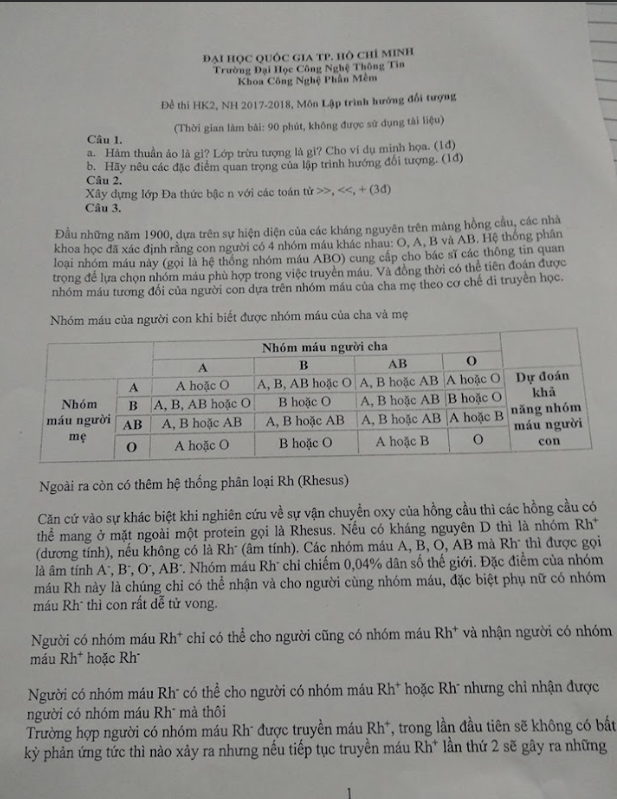 ĐẠI HỌC QUỐC GIA TP. HỒ CHÍ MINH
Trường Đại Học Công Nghệ Thông Tin
Khoa Công Nghệ Phần Mềm
Đề thi HK2, NH 2017-2018, Môn Lập trình hướng đối tượng
(Thời gian làm bài: 90 phút, không được sử dụng tài liệu)
Câu 1.
a. Hàm thuần ảo là gì? Lớp trừu tượng là gì? Cho ví dụ minh họa. (1đ)
b. Hãy nêu các đặc điểm quan trọng của lập trình hướng đối tượng. (1đ)
Câu 2.
Xây dựng lớp Đa thức bậc n với các toán tử >>, <<, + (3đ)
Câu 3.
Đầu những năm 1900, dựa trên sự hiện diện của các kháng nguyên trên màng hồng cầu, các nhà
khoa học đã xác định rằng con người có 4 nhóm máu khác nhau: O, A, B và AB. Hệ thống phân
loại nhóm máu này (gọi là hệ thống nhóm máu ABO) cung cấp cho bác sĩ các thông tin quan
trọng để lựa chọn nhóm máu phù hợp trong việc truyền máu. Và đồng thời có thể tiên đoán được
nhóm máu tương đối của người con dựa trên nhóm máu của cha mẹ theo cơ chế di truyền học.
Nhóm máu của người con khi biết được nhóm máu của cha và mẹ
Nhóm máu người cha
A B AB O
Nhóm máu người mẹ
A A hoặc O A, B, AB hoặc O A, B hoặc AB A hoặc O
B A, B, AB hoặc O B hoặc O A, B hoặc AB B hoặc O
AB A, B hoặc AB A, B hoặc AB A, B hoặc AB A hoặc B
O A hoặc O B hoặc O A hoặc B O
Dự đoán
khả
năng nhóm
máu người
con
Ngoài ra còn có thêm hệ thống phân loại Rh (Rhesus)
Căn cứ vào sự khác biệt khi nghiên cứu về sự vận chuyển oxy của hồng cầu thì các hồng cầu có
thể mang ở mặt ngoài một protein gọi là Rhesus. Nếu có kháng nguyên D thì là nhóm Rh⁺
(dương tính), nếu không có là Rh⁻ (âm tính). Các nhóm máu A, B, O, AB mà Rh⁻ thì được gọi
là âm tính A⁻, B⁻, O⁻, AB⁻. Nhóm máu Rh⁻ chỉ chiếm 0,04% dân số thế giới. Đặc điểm của nhóm
máu Rh này là chúng chỉ có thể nhận và cho người cùng nhóm máu, đặc biệt phụ nữ có nhóm
máu Rh⁻ thì con rất dễ tử vong.
Người có nhóm máu Rh⁺ chỉ có thể cho người cũng có nhóm máu Rh⁺ và nhận người có nhóm
máu Rh⁺ hoặc Rh⁻
Người có nhóm máu Rh⁻ có thể cho người có nhóm máu Rh⁺ hoặc Rh⁻ nhưng chỉ nhận được
người có nhóm máu Rh⁻ mà thôi
Trường hợp người có nhóm máu Rh⁻ được truyền máu Rh⁺, trong lần đầu tiên sẽ không có bất
kỳ phản ứng tức thì nào xảy ra nhưng nếu tiếp tục truyền máu Rh⁺ lần thứ 2 sẽ gây ra những
1